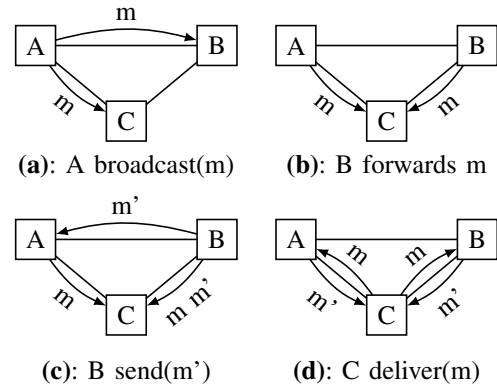 m
A B
m
C
(a): A broadcast(m)
A B
m m
C
(b): B forwards m
m'
A B
m m m'
C
(c): B send(m')
A B
m m
m' m'
C
(d): C deliver(m)